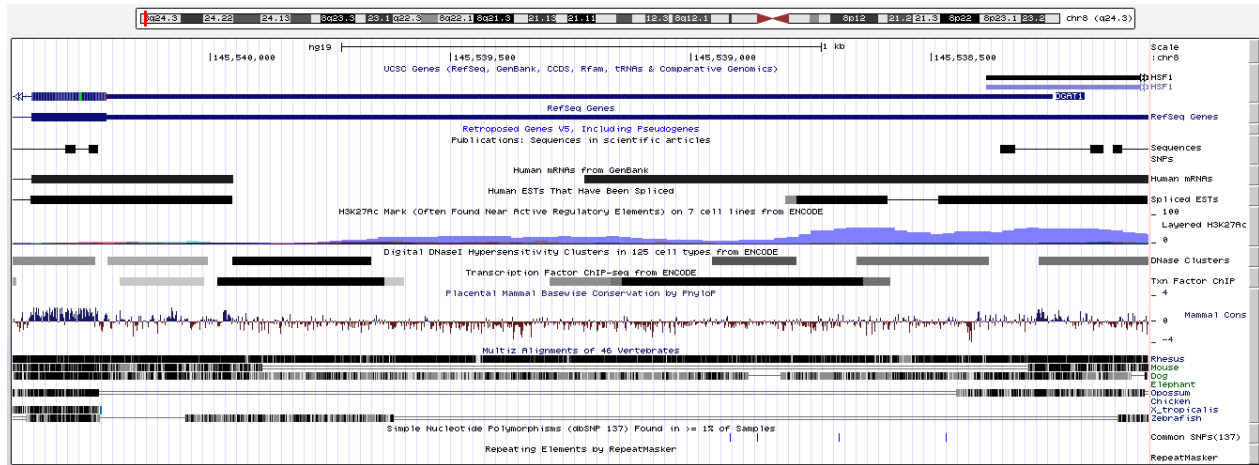 8q24.3 24.22 24.13 8q23.3 23.1 q22.3 8q22.1 8q21.3 21.13 21.11 12.3 8q12.1 8p12 21.2 21.3 8p22 8p23.1 23.2 chr8 (q24.3)
hg19 1 kb Scale
145,540,000 145,539,500 145,539,000 145,538,500 :chr8
UCSC Genes (RefSeq, GenBank, CCDS, Rfam, tRNAs & Comparative Genomics)
HSF1
HSF1
DGAT1
RefSeq Genes
RefSeq Genes
Retroposed Genes V5, Including Pseudogenes
Publications: Sequences in scientific articles
Sequences
SNPs
Human mRNAs from GenBank
Human mRNAs
Human ESTs That Have Been Spliced
Spliced ESTs
H3K27Ac Mark (Often Found Near Active Regulatory Elements) on 7 cell lines from ENCODE
100
Layered H3K27Ac
0
Digital DNaseI Hypersensitivity Clusters in 125 cell types from ENCODE
DNase Clusters
Transcription Factor ChIP-seq from ENCODE
Txn Factor ChIP
Placental Mammal Basewise Conservation by PhyloP
4
Mammal Cons
0
-4
Multiz Alignments of 46 Vertebrates
Rhesus
Mouse
Dog
Elephant
Opossum
Chicken
X_tropicalis
Zebrafish
Simple Nucleotide Polymorphisms (dbSNP 137) Found in >= 1% of Samples
Common SNPs(137)
Repeating Elements by RepeatMasker
RepeatMasker